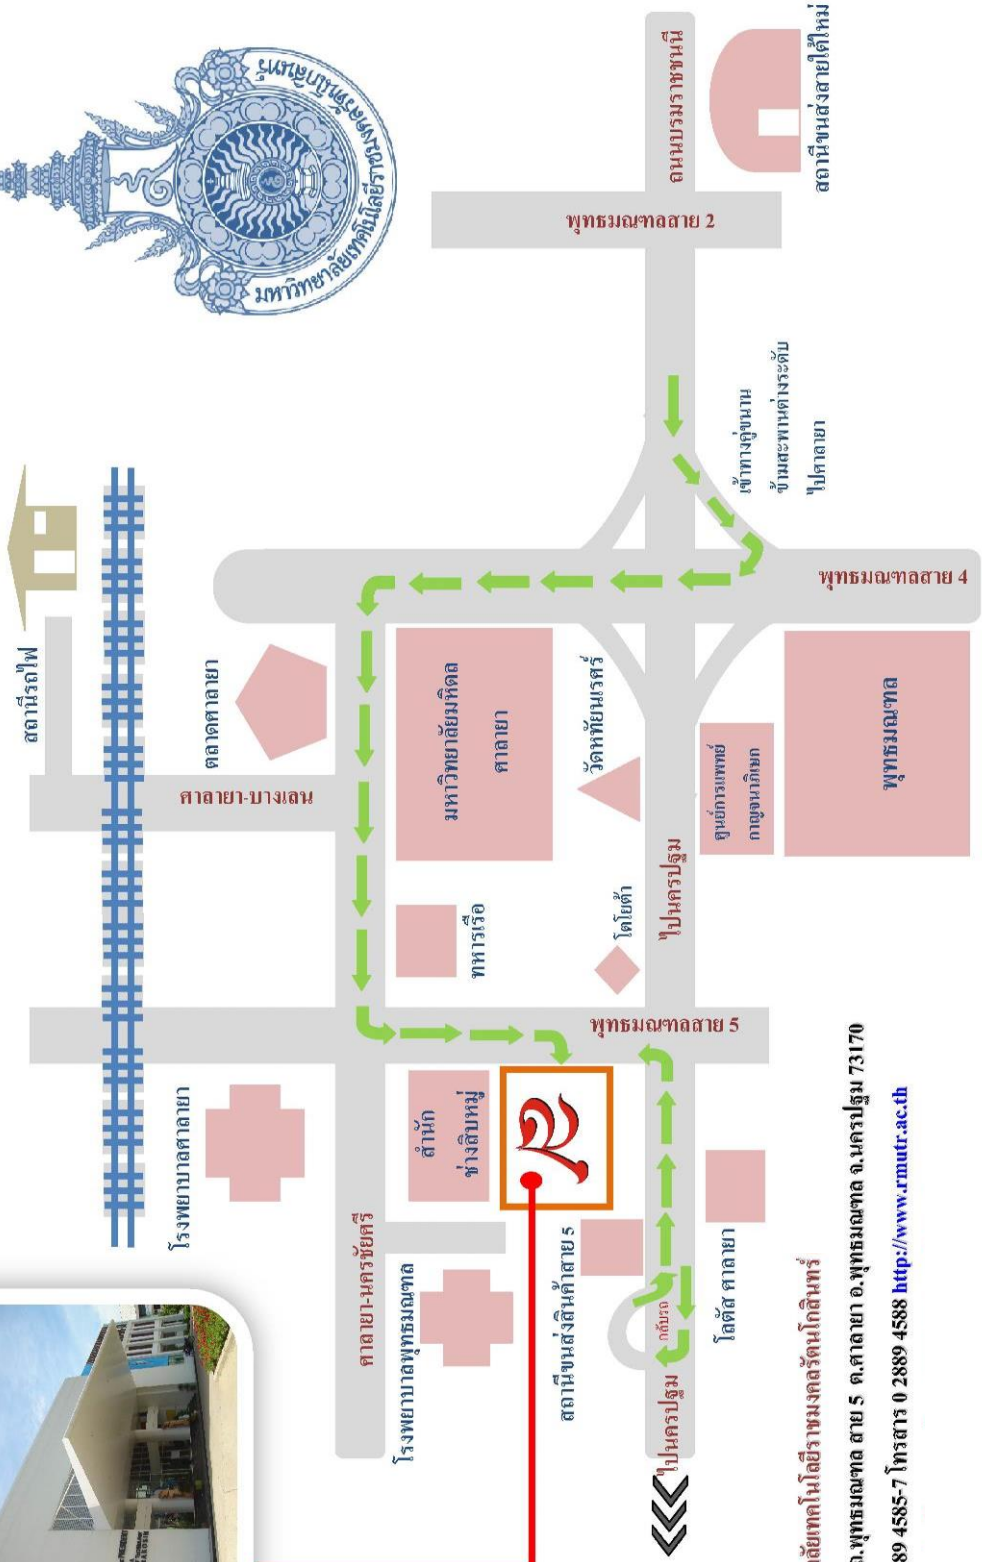 มหาวิทยาลัยเทคโนโลยีราชมงคลรัตนโกสินทร์
สถานีรถไฟ
ตลาดศาลายา
ศาลายา-บางเลน
โรงพยาบาลศาลายา
ศาลายา-นครชัยศรี
โรงพยาบาลพุทธมณฑล
สำนัก
ช่างสิบหมู่
ส
ทหารเรือ
มหาวิทยาลัยมหิดล
ศาลายา
วัดหทัยนเรศร์
โตโยต้า
พุทธมณฑลสาย 5
สถานีขนส่งสินค้าสาย 5
กลับรถ
ไปนครปฐม
ไปนครปฐม
โลตัส ศาลายา
ศูนย์การแพทย์
กาญจนาภิเษก
พุทธมณฑล
พุทธมณฑลสาย 4
เข้าทางคู่ขนาน
ข้ามสะพานต่างระดับ
ไปศาลายา
พุทธมณฑลสาย 2
ถนนบรมราชชนนี
สถานีขนส่งสายใต้ใหม่
ลัยเทคโนโลยีราชมงคลรัตนโกสินทร์
ถ.พุทธมณฑล สาย 5 ต.ศาลายา อ.พุทธมณฑล จ.นครปฐม 73170
89 4585-7 โทรสาร 0 2889 4588 http://www.rmutr.ac.th